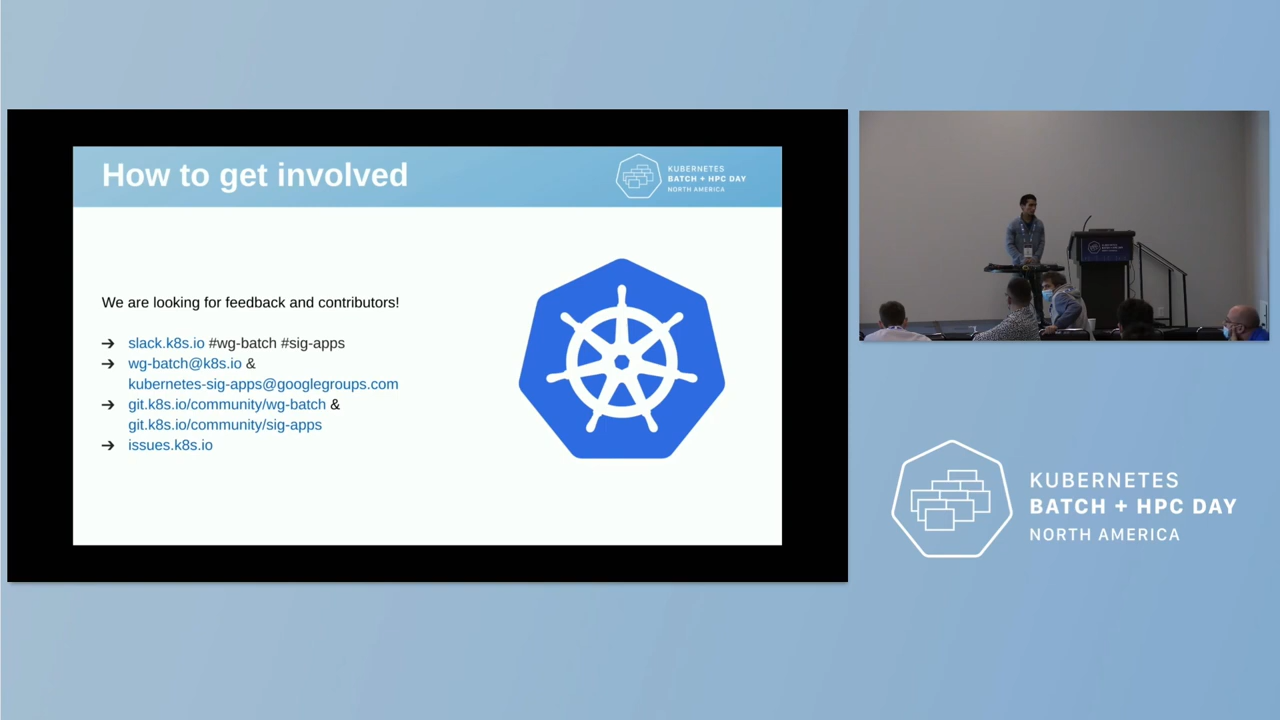 How to get involved
KUBERNETES
BATCH + HPC DAY
NORTH AMERICA
We are looking for feedback and contributors!
➔ slack.k8s.io #wg-batch #sig-apps
➔ wg-batch@k8s.io &
kubernetes-sig-apps@googlegroups.com
➔ git.k8s.io/community/wg-batch &
git.k8s.io/community/sig-apps
➔ issues.k8s.io
KUBERNETES
BATCH + HPC DAY
NORTH AMERICA